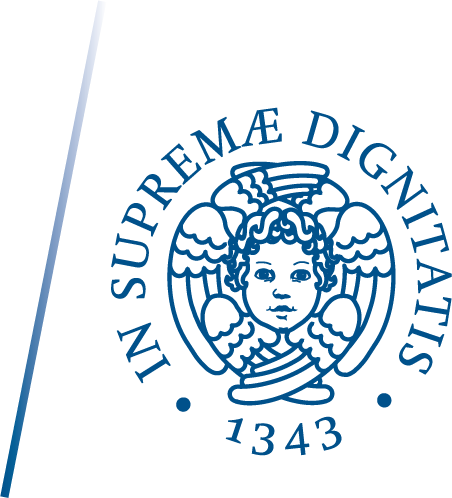 IN SUPREMÆ DIGNITATIS
1343